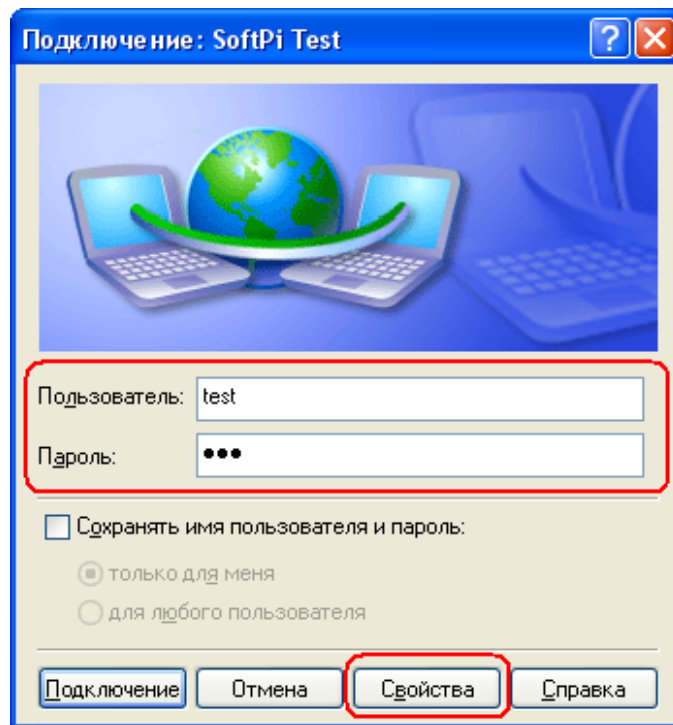 Подключение: SoftPi Test
Пользователь: test
Пароль: •••
Сохранять имя пользователя и пароль:
только для меня
для любого пользователя
Подключение Отмена Свойства Справка